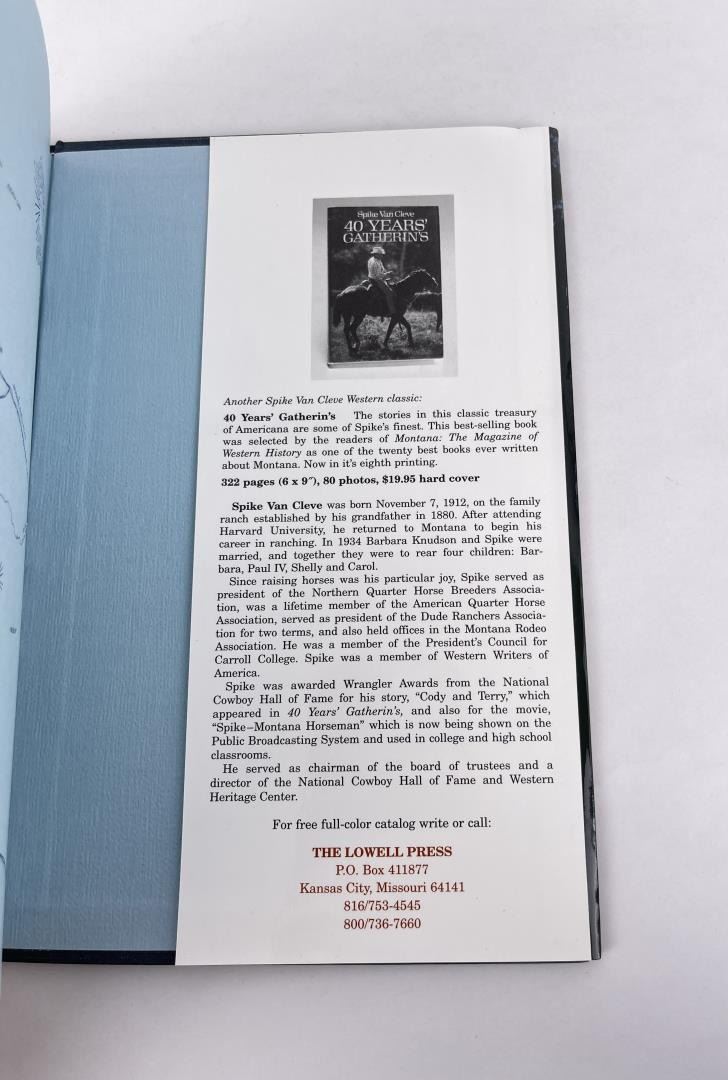 Spike Van Cleve
40 YEARS'
GATHERIN'S
Another Spike Van Cleve Western classic:
40 Years' Gatherin's The stories in this classic treasury
of Americana are some of Spike's finest. This best-selling book
was selected by the readers of Montana: The Magazine of
Western History as one of the twenty best books ever written
about Montana. Now in it's eighth printing.
322 pages (6 x 9″), 80 photos, $19.95 hard cover
Spike Van Cleve was born November 7, 1912, on the family
ranch established by his grandfather in 1880. After attending
Harvard University, he returned to Montana to begin his
career in ranching. In 1934 Barbara Knudson and Spike were
married, and together they were to rear four children: Bar-
bara, Paul IV, Shelly and Carol.
Since raising horses was his particular joy, Spike served as
president of the Northern Quarter Horse Breeders Associa-
tion, was a lifetime member of the American Quarter Horse
Association, served as president of the Dude Ranchers Associa-
tion for two terms, and also held offices in the Montana Rodeo
Association. He was a member of the President's Council for
Carroll College. Spike was a member of Western Writers of
America.
Spike was awarded Wrangler Awards from the National
Cowboy Hall of Fame for his story, “Cody and Terry,” which
appeared in 40 Years' Gatherin's, and also for the movie,
“Spike–Montana Horseman” which is now being shown on the
Public Broadcasting System and used in college and high school
classrooms.
He served as chairman of the board of trustees and a
director of the National Cowboy Hall of Fame and Western
Heritage Center.
For free full-color catalog write or call:
THE LOWELL PRESS
P.O. Box 411877
Kansas City, Missouri 64141
816/753-4545
800/736-7660